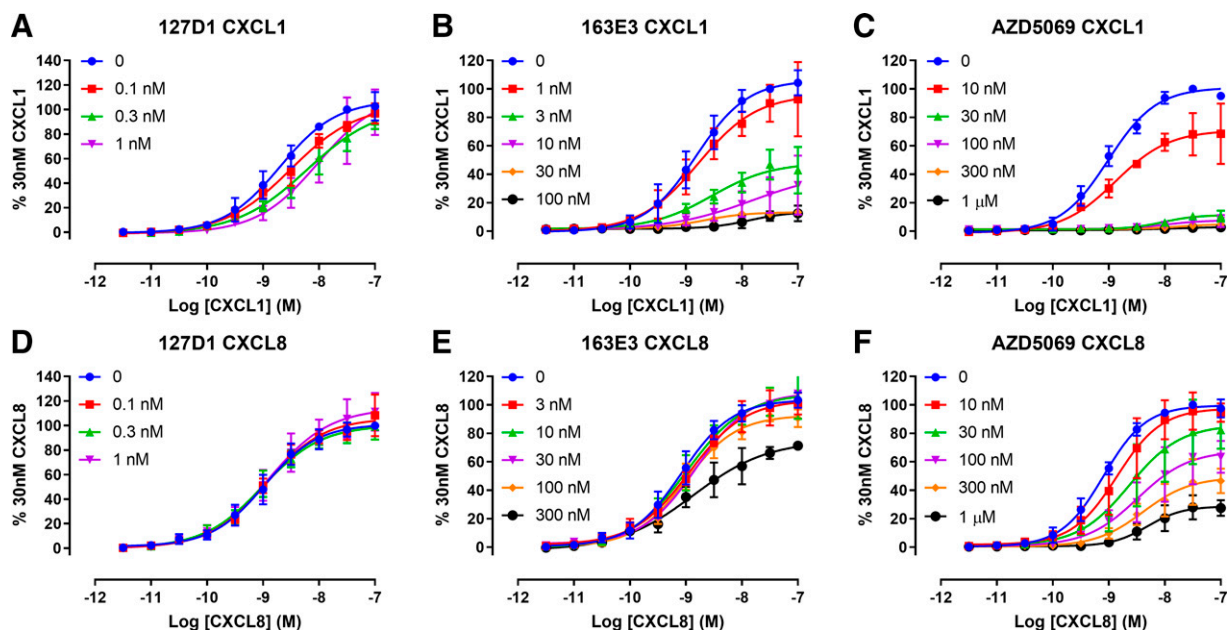 A
127D1 CXCL1
% 30nM CXCL1
140
120
100
80
60
40
20
0
0
0.1 nM
0.3 nM
1 nM
-12 -11 -10 -9 -8 -7
Log [CXCL1] (M)
B
163E3 CXCL1
% 30nM CXCL1
120
100
80
60
40
20
0
0
1 nM
3 nM
10 nM
30 nM
100 nM
-12 -11 -10 -9 -8 -7
Log [CXCL1] (M)
C
AZD5069 CXCL1
% 30nM CXCL1
120
100
80
60
40
20
0
0
10 nM
30 nM
100 nM
300 nM
1 μM
-12 -11 -10 -9 -8 -7
Log [CXCL1] (M)
D
127D1 CXCL8
% 30nM CXCL8
140
120
100
80
60
40
20
0
0
0.1 nM
0.3 nM
1 nM
-12 -11 -10 -9 -8 -7
Log [CXCL8] (M)
E
163E3 CXCL8
% 30nM CXCL8
120
100
80
60
40
20
0
0
3 nM
10 nM
30 nM
100 nM
300 nM
-12 -11 -10 -9 -8 -7
Log [CXCL8] (M)
F
AZD5069 CXCL8
% 30nM CXCL8
120
100
80
60
40
20
0
0
10 nM
30 nM
100 nM
300 nM
1 μM
-12 -11 -10 -9 -8 -7
Log [CXCL8] (M)